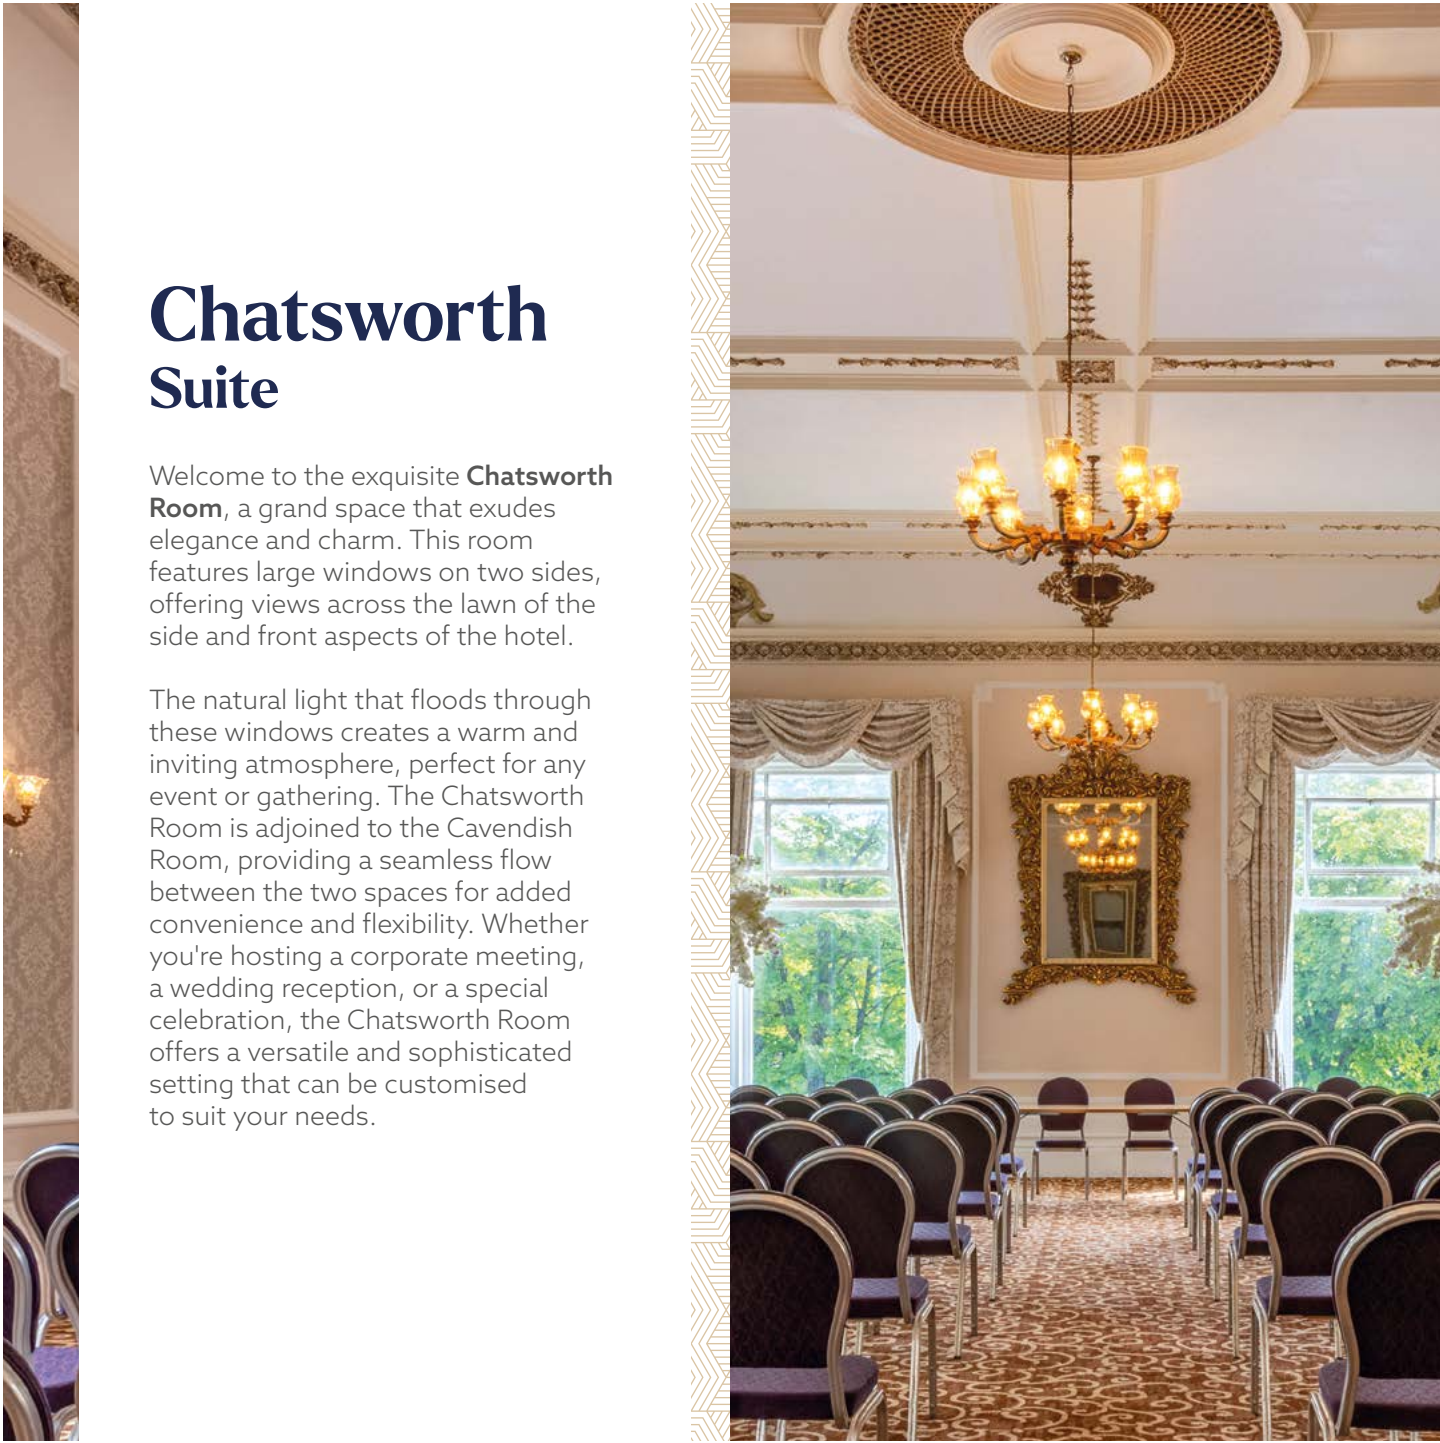 Chatsworth
Suite
Welcome to the exquisite Chatsworth
Room, a grand space that exudes
elegance and charm. This room
features large windows on two sides,
offering views across the lawn of the
side and front aspects of the hotel.
The natural light that floods through
these windows creates a warm and
inviting atmosphere, perfect for any
event or gathering. The Chatsworth
Room is adjoined to the Cavendish
Room, providing a seamless flow
between the two spaces for added
convenience and flexibility. Whether
you're hosting a corporate meeting,
a wedding reception, or a special
celebration, the Chatsworth Room
offers a versatile and sophisticated
setting that can be customised
to suit your needs.